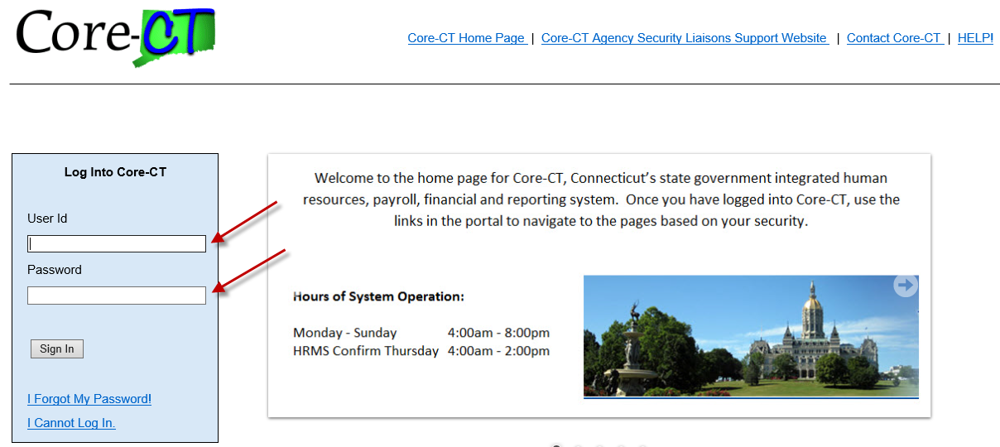 Core-CT
Core-CT Home Page | Core-CT Agency Security Liaisons Support Website | Contact Core-CT | HELP!
Log Into Core-CT
User Id
Password
Sign In
I Forgot My Password!
I Cannot Log In.
Welcome to the home page for Core-CT, Connecticut's state government integrated human
resources, payroll, financial and reporting system. Once you have logged into Core-CT, use the
links in the portal to navigate to the pages based on your security.
Hours of System Operation:
Monday - Sunday 4:00am - 8:00pm
HRMS Confirm Thursday 4:00am - 2:00pm